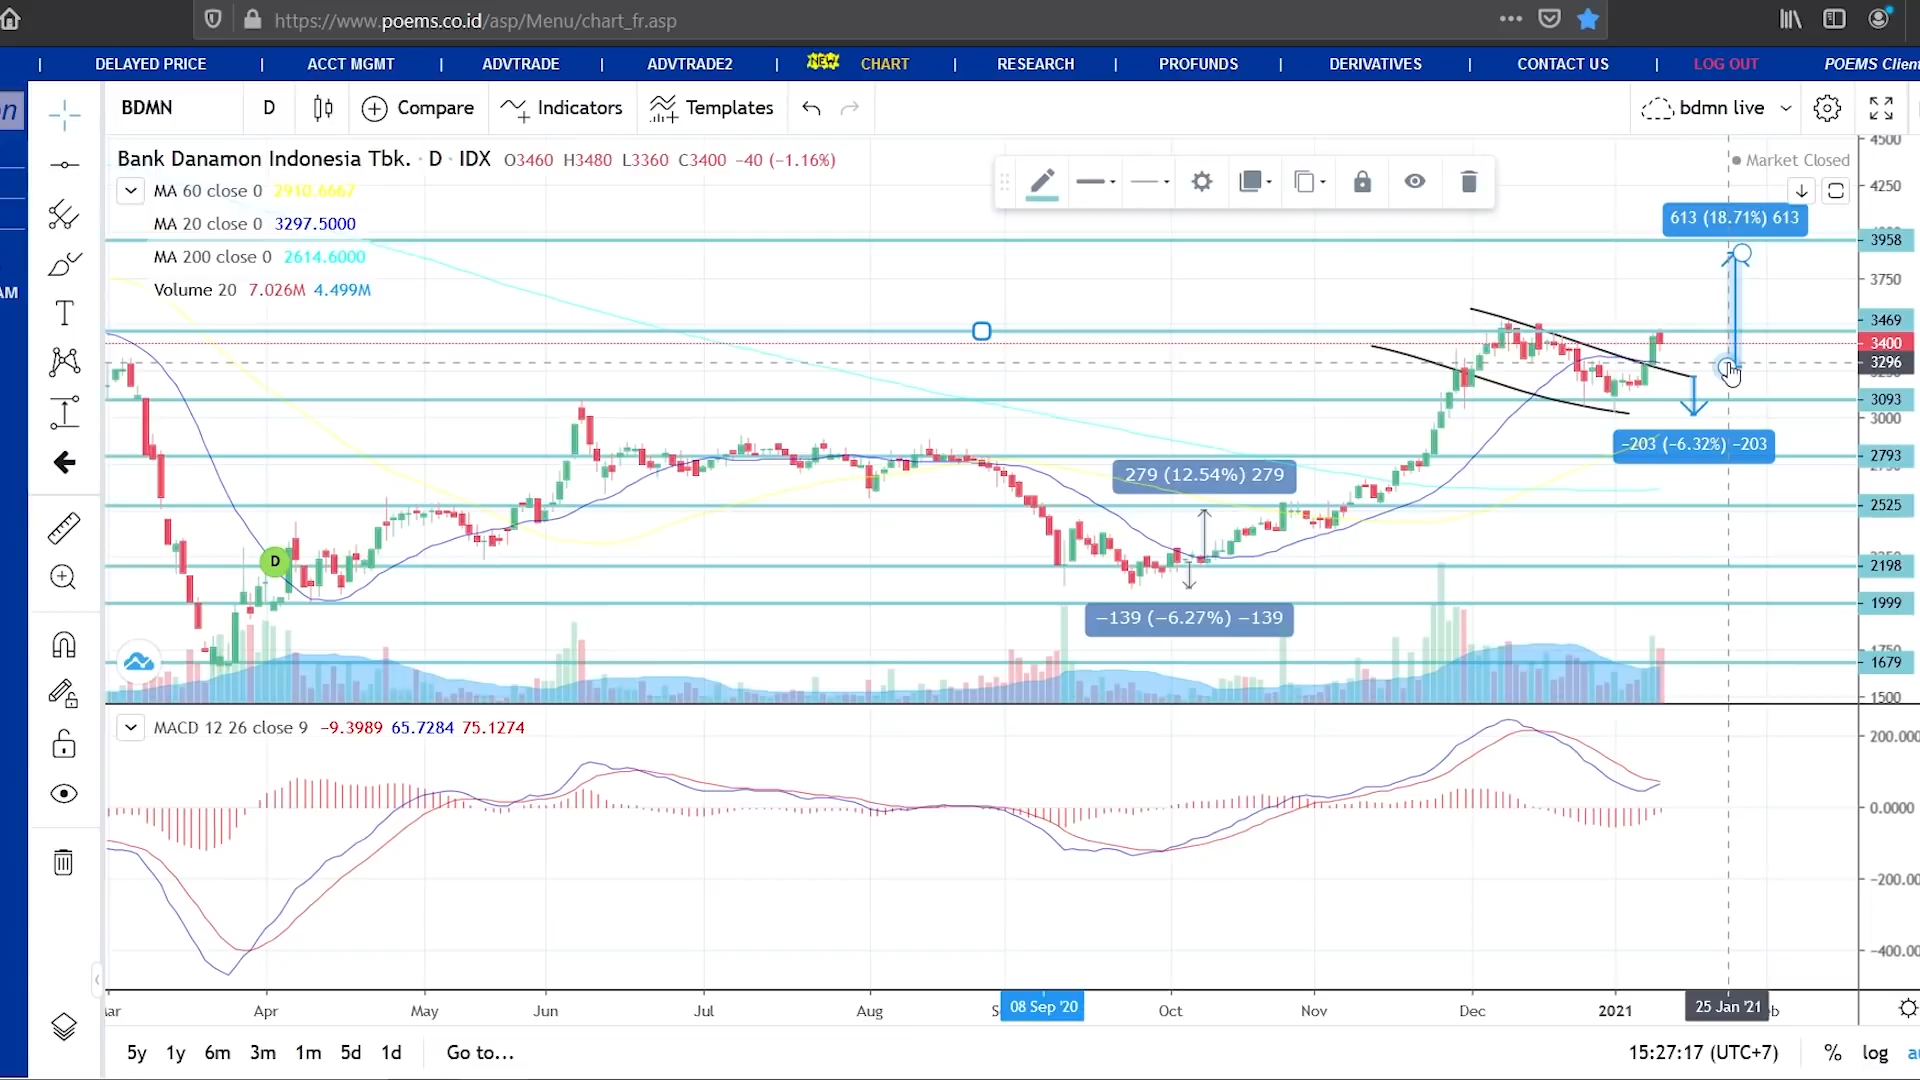 https://www.poems.co.id/asp/Menu/chart_fr.asp
| DELAYED PRICE | ACCT MGMT | ADVTRADE | ADVTRADE2 | NEW CHART | RESEARCH | PROFUNDS | DERIVATIVES | CONTACT US | LOG OUT POEMS Client
BDMN D Compare Indicators Templates bdmn live
Bank Danamon Indonesia Tbk. · D · IDX O3460 H3480 L3360 C3400 −40 (−1.16%)
Market Closed
MA 60 close 0 2910.6667
MA 20 close 0 3297.5000
MA 200 close 0 2614.6000
Volume 20 7.026M 4.499M
613 (18.71%) 613
−203 (−6.32%) −203
279 (12.54%) 279
−139 (−6.27%) −139
D
AM
4500
4250
3958
3750
3469
3400
3296
3093
3000
2793
2525
2198
1999
1679
1500
MACD 12 26 close 9 −9.3989 65.7284 75.1274
200.000
0.0000
−200.00
−400.00
ar Apr May Jun Jul Aug S 08 Sep '20 Oct Nov Dec 2021 25 Jan '21 b
5y 1y 6m 3m 1m 5d 1d Go to... 15:27:17 (UTC+7) % log